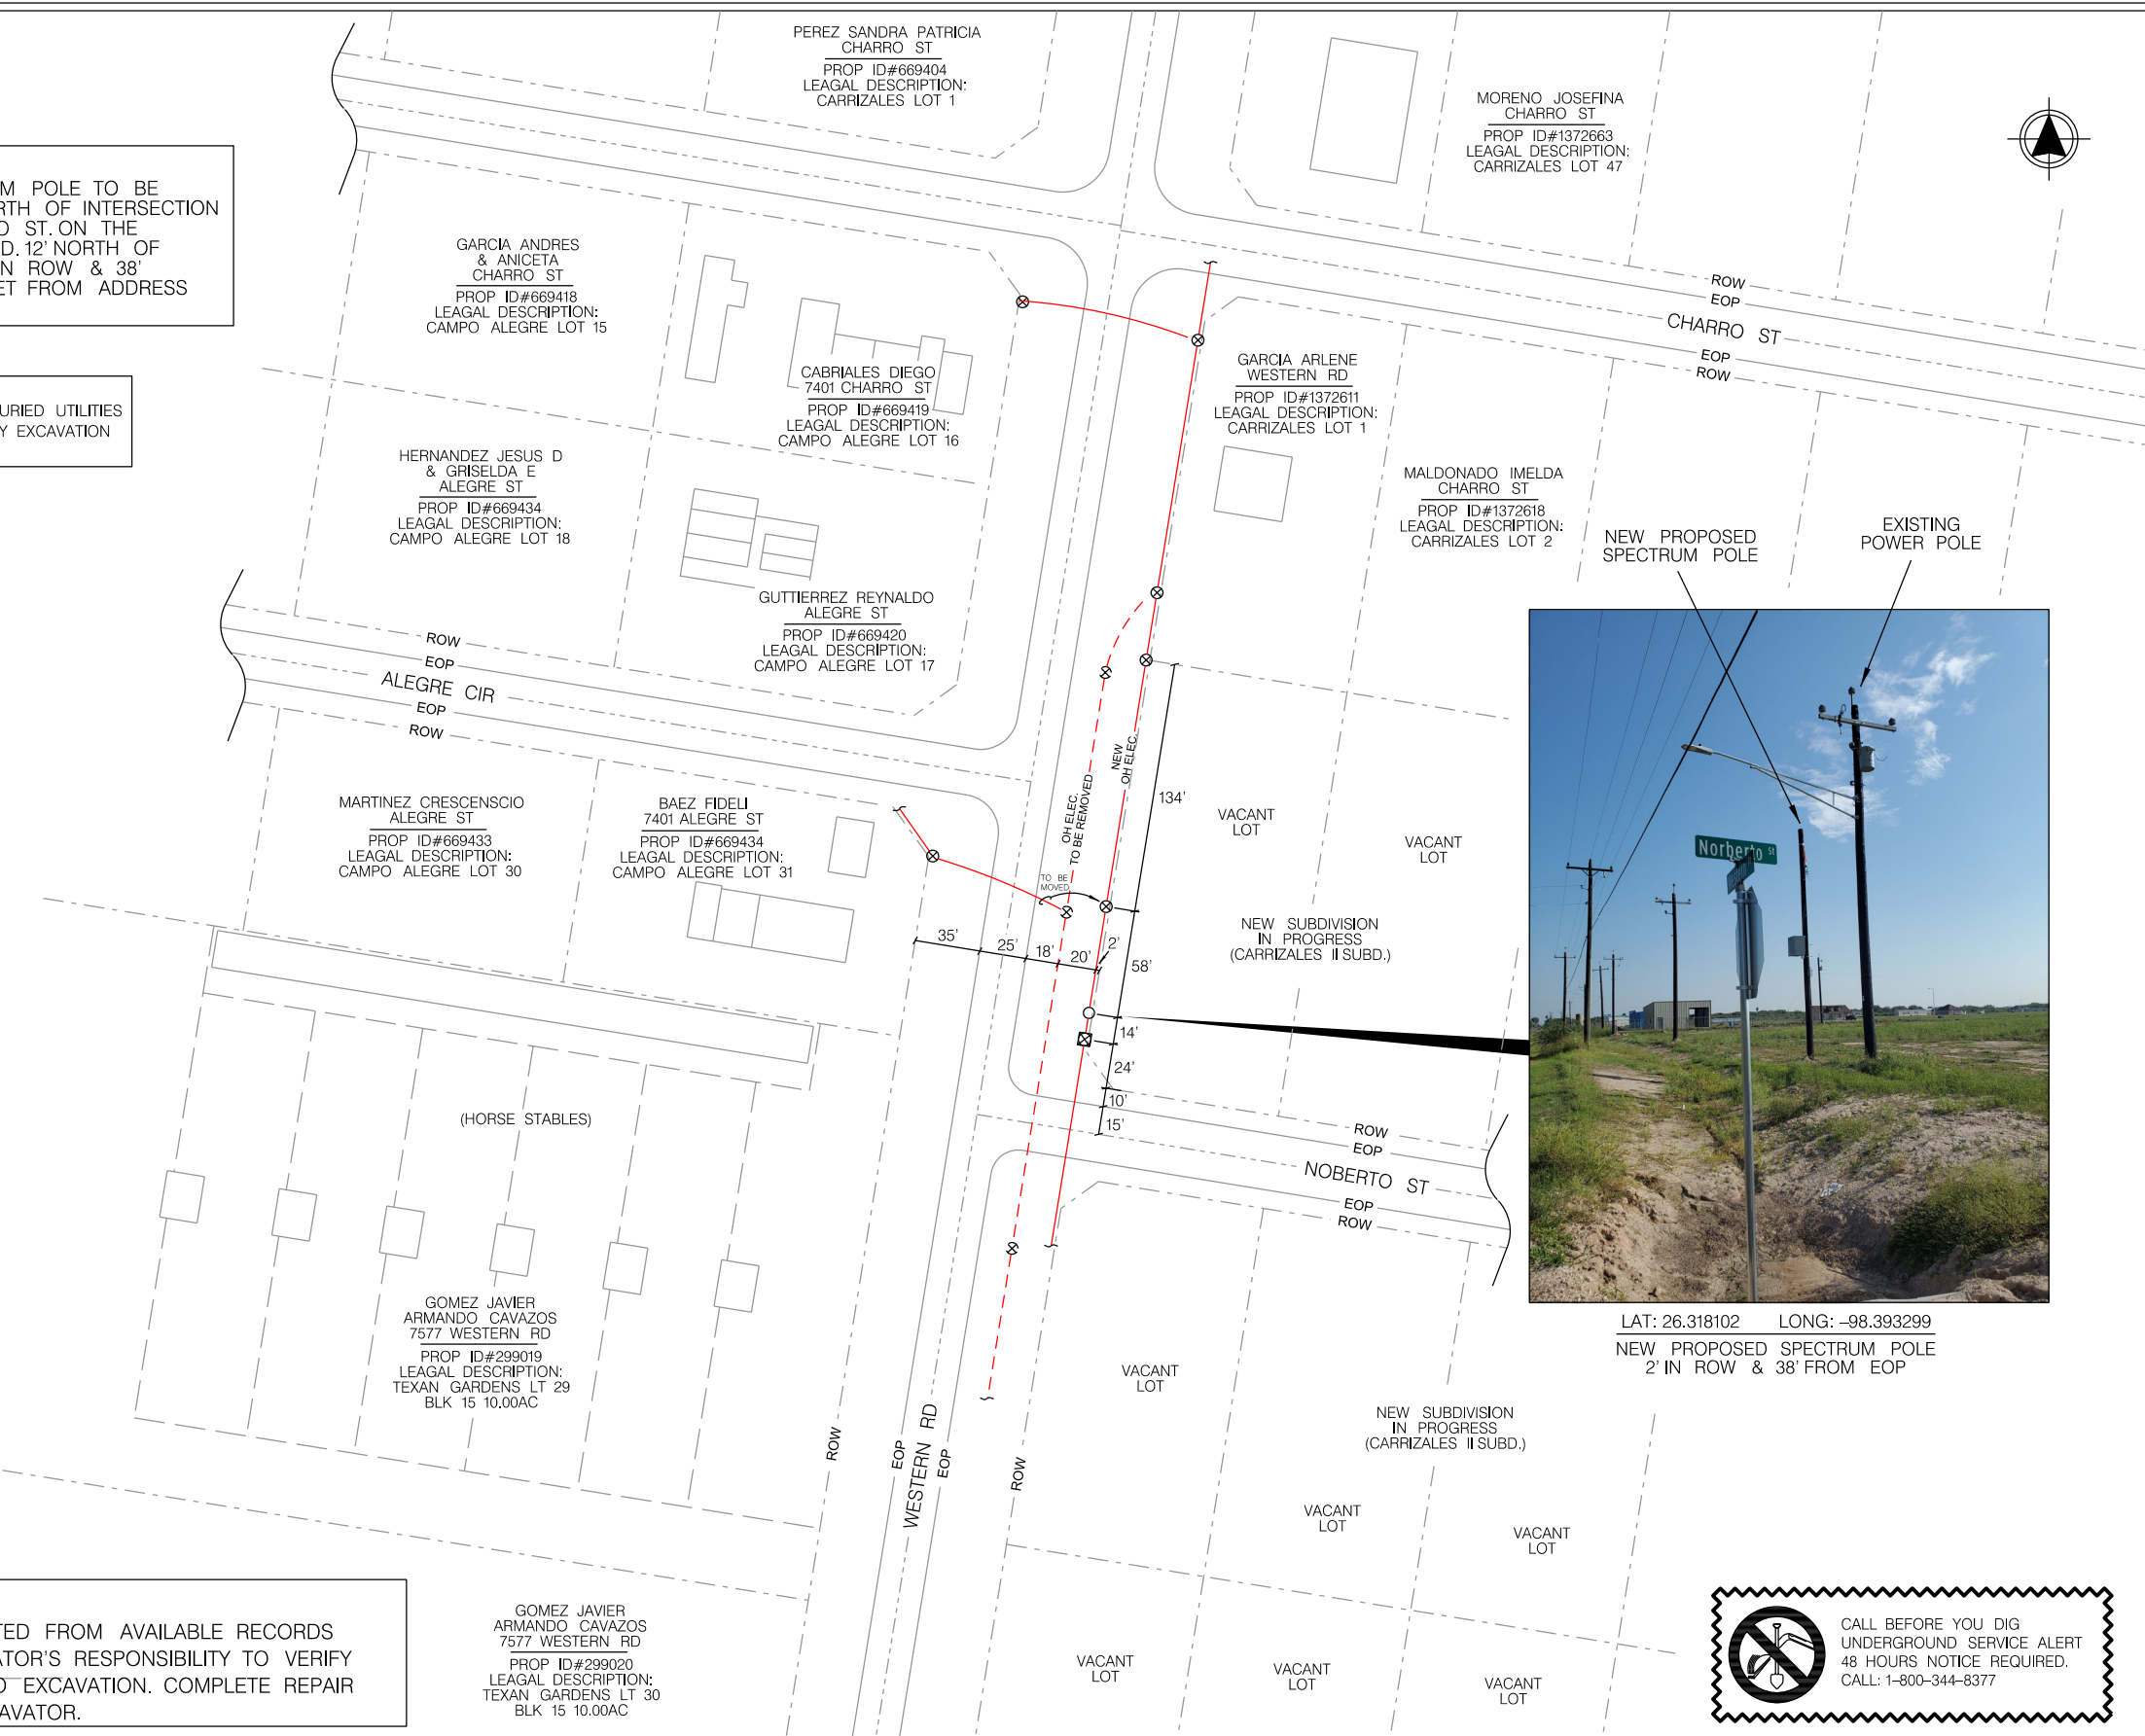 PEREZ SANDRA PATRICIA
CHARRO ST
PROP ID#669404
LEAGAL DESCRIPTION:
CARRIZALES LOT 1
MORENO JOSEFINA
CHARRO ST
PROP ID#1372663
LEAGAL DESCRIPTION:
CARRIZALES LOT 47
M POLE TO BE
RTH OF INTERSECTION
O ST. ON THE
D. 12' NORTH OF
N ROW & 38'
ET FROM ADDRESS
URIED UTILITIES
Y EXCAVATION
GARCIA ANDRES
& ANICETA
CHARRO ST
PROP ID#669418
LEAGAL DESCRIPTION:
CAMPO ALEGRE LOT 15
CABRIALES DIEGO
7401 CHARRO ST
PROP ID#669419
LEAGAL DESCRIPTION:
CAMPO ALEGRE LOT 16
GARCIA ARLENE
WESTERN RD
PROP ID#1372611
LEAGAL DESCRIPTION:
CARRIZALES LOT 1
ROW
EOP
CHARRO ST
EOP
ROW
HERNANDEZ JESUS D
& GRISELDA E
ALEGRE ST
PROP ID#669434
LEAGAL DESCRIPTION:
CAMPO ALEGRE LOT 18
MALDONADO IMELDA
CHARRO ST
PROP ID#1372618
LEAGAL DESCRIPTION:
CARRIZALES LOT 2
NEW PROPOSED
SPECTRUM POLE
EXISTING
POWER POLE
GUTTIERREZ REYNALDO
ALEGRE ST
PROP ID#669420
LEAGAL DESCRIPTION:
CAMPO ALEGRE LOT 17
ROW
EOP
ALEGRE CIR
EOP
ROW
MARTINEZ CRESCENSCIO
ALEGRE ST
PROP ID#669433
LEAGAL DESCRIPTION:
CAMPO ALEGRE LOT 30
BAEZ FIDELI
7401 ALEGRE ST
PROP ID#669434
LEAGAL DESCRIPTION:
CAMPO ALEGRE LOT 31
OH ELEC.
TO BE REMOVED
NEW
OH ELEC.
TO BE
MOVED
134'
58'
14'
24'
10'
15'
35'
25'
18'
20'
2'
VACANT
LOT
VACANT
LOT
NEW SUBDIVISION
IN PROGRESS
(CARRIZALES II SUBD.)
Norberto St
(HORSE STABLES)
ROW
EOP
NOBERTO ST
EOP
ROW
LAT: 26.318102 LONG: -98.393299
NEW PROPOSED SPECTRUM POLE
2' IN ROW & 38' FROM EOP
GOMEZ JAVIER
ARMANDO CAVAZOS
7577 WESTERN RD
PROP ID#299019
LEAGAL DESCRIPTION:
TEXAN GARDENS LT 29
BLK 15 10.00AC
VACANT
LOT
NEW SUBDIVISION
IN PROGRESS
(CARRIZALES II SUBD.)
ROW
EOP
WESTERN RD
EOP
ROW
VACANT
LOT
VACANT
LOT
TED FROM AVAILABLE RECORDS
ATOR'S RESPONSIBILITY TO VERIFY
O EXCAVATION. COMPLETE REPAIR
AVATOR.
GOMEZ JAVIER
ARMANDO CAVAZOS
7577 WESTERN RD
PROP ID#299020
LEAGAL DESCRIPTION:
TEXAN GARDENS LT 30
BLK 15 10.00AC
VACANT
LOT
VACANT
LOT
VACANT
LOT
CALL BEFORE YOU DIG
UNDERGROUND SERVICE ALERT
48 HOURS NOTICE REQUIRED.
CALL: 1-800-344-8377